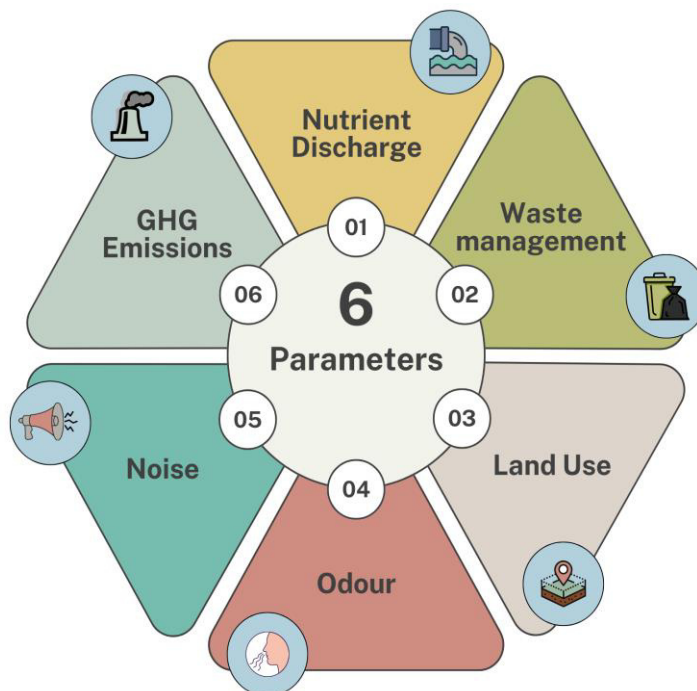 Nutrient
Discharge
01
Waste
management
02
03
Land Use
04
Odour
05
Noise
06
GHG
Emissions
6
Parameters